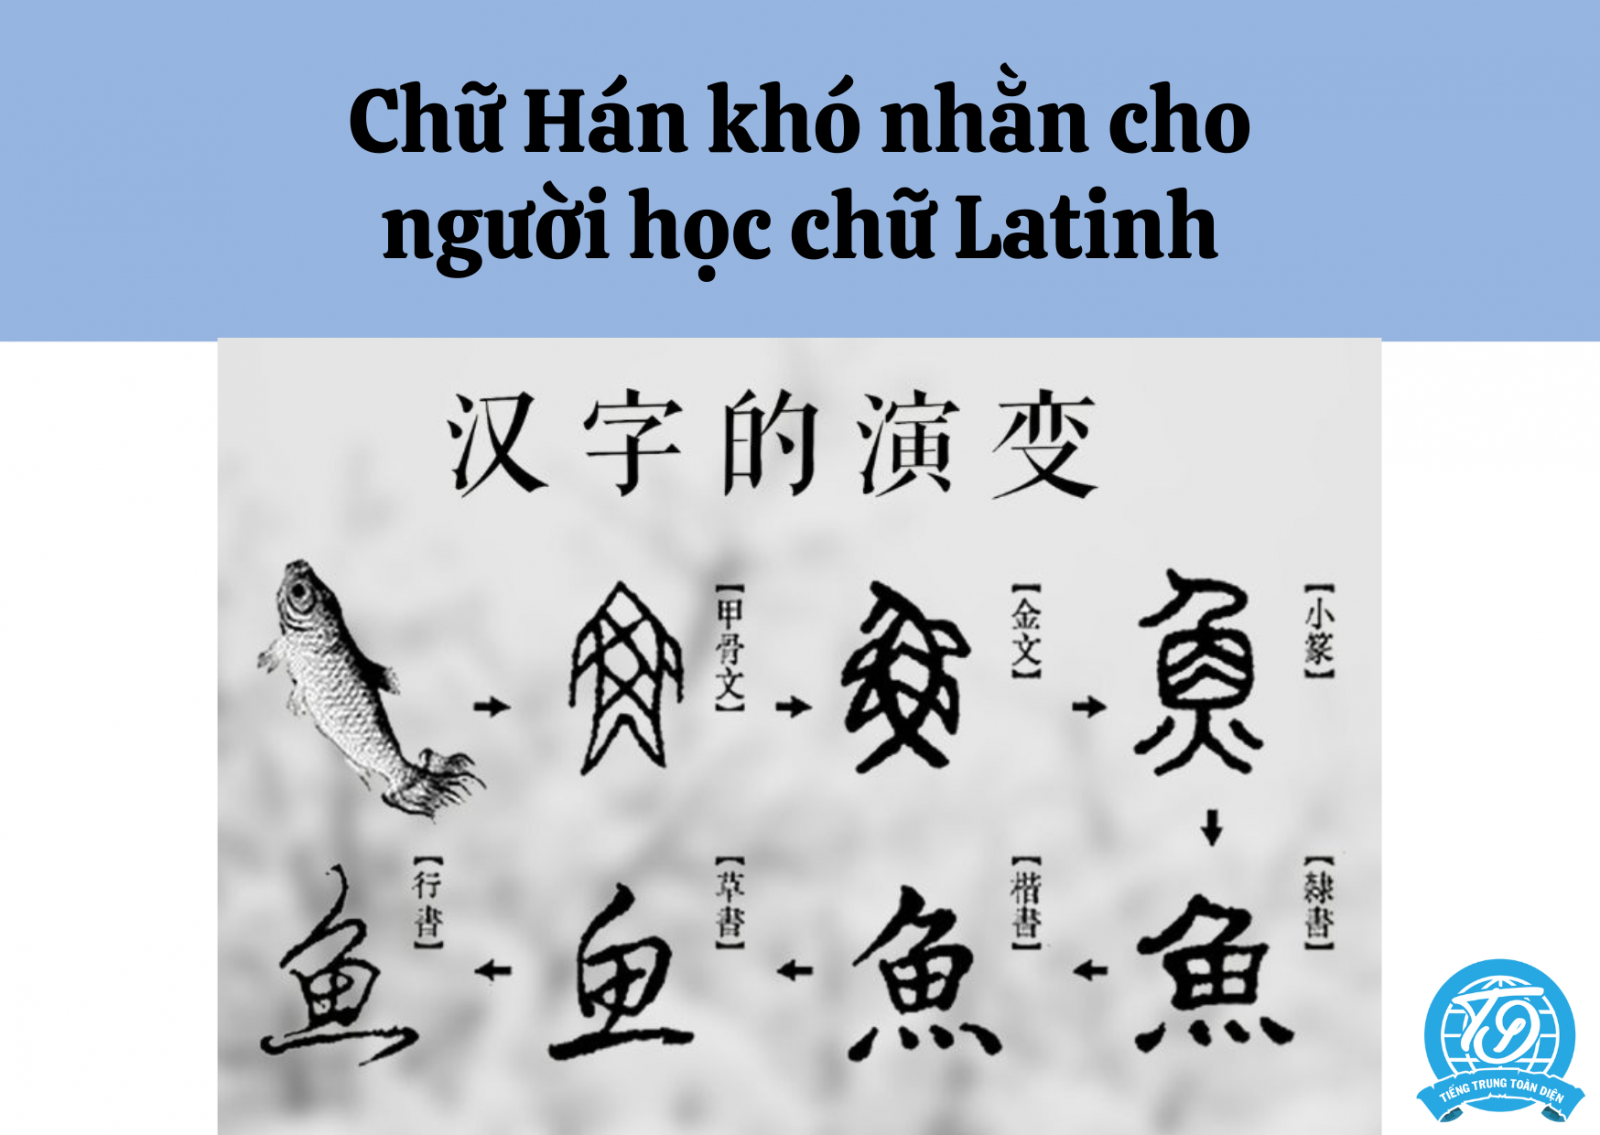 Chữ Hán khó nhằn cho
người học chữ Latinh
汉字的演变
【甲骨文】
【金文】
【小篆】
【隸書】
【楷書】
【草書】
【行書】
魚
魚
鱼
鱼
TIẾNG TRUNG TOÀN DIỆN